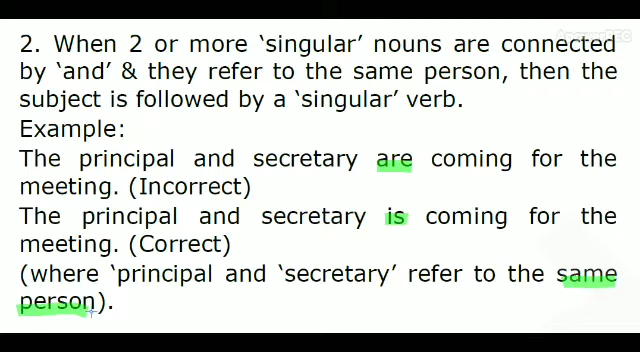 2. When 2 or more ‘singular’ nouns are connected
by ‘and’ & they refer to the same person, then the
subject is followed by a ‘singular’ verb.
Example:
The principal and secretary are coming for the
meeting. (Incorrect)
The principal and secretary is coming for the
meeting. (Correct)
(where ‘principal and ‘secretary’ refer to the same
person).